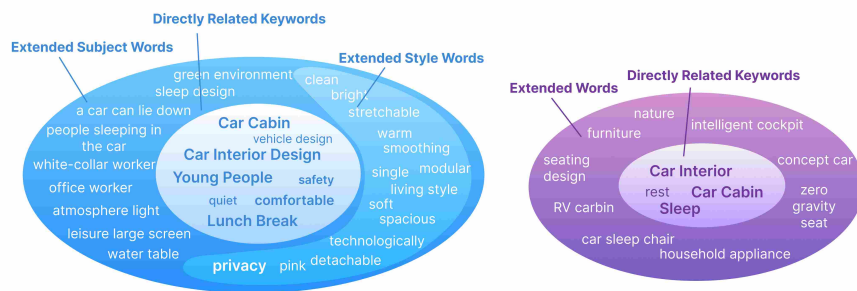 Directly Related Keywords
Extended Subject Words
Extended Style Words
green environment
sleep design
clean
bright
stretchable
a car can lie down
people sleeping in
the car
white-collar worker
office worker
atmosphere light
leisure large screen
water table
Car Cabin
vehicle design
Car Interior Design
Young People
safety
quiet
comfortable
Lunch Break
warm
smoothing
single
modular
living style
soft
spacious
technologically
detachable
privacy
pink
Directly Related Keywords
Extended Words
nature
furniture
intelligent cockpit
seating
design
concept car
RV carbin
zero
gravity
seat
car sleep chair
household appliance
Car Interior
rest
Car Cabin
Sleep